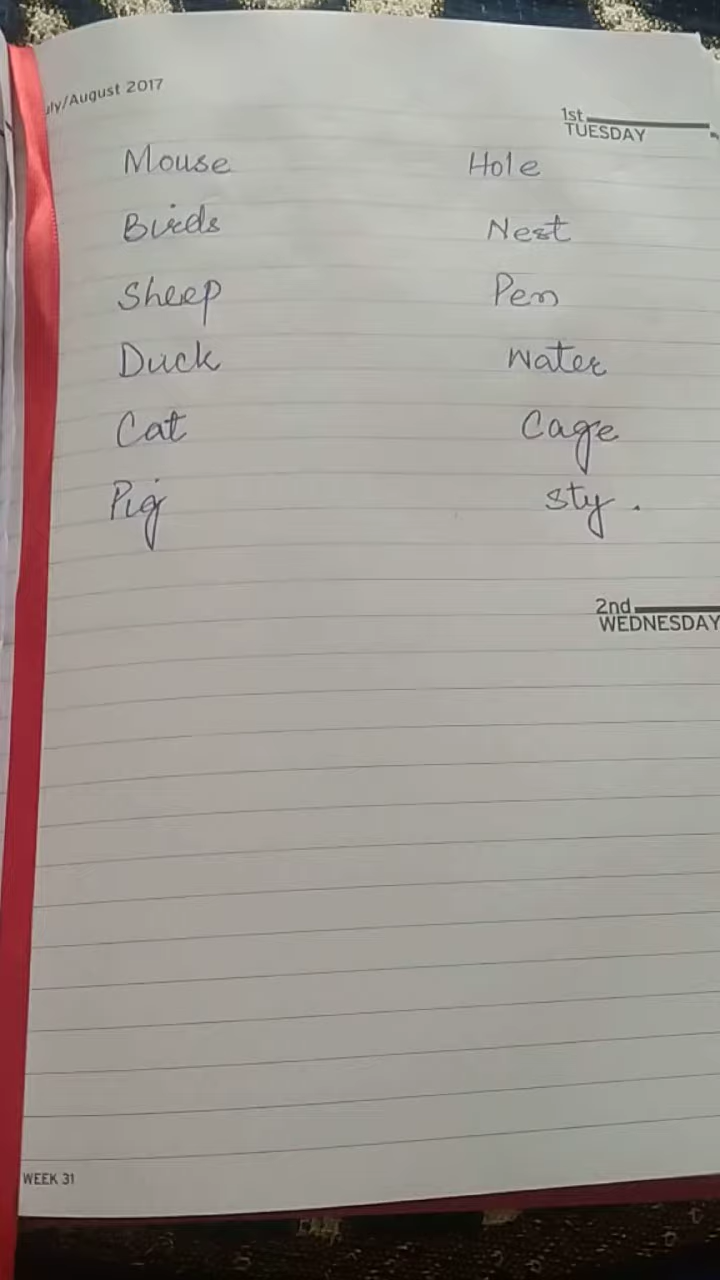 uly/August 2017
1st
TUESDAY
Mouse Hole
Birds Nest
Sheep Pen
Duck Water
Cat Cage
Pig Sty.
2nd
WEDNESDAY
WEEK 31